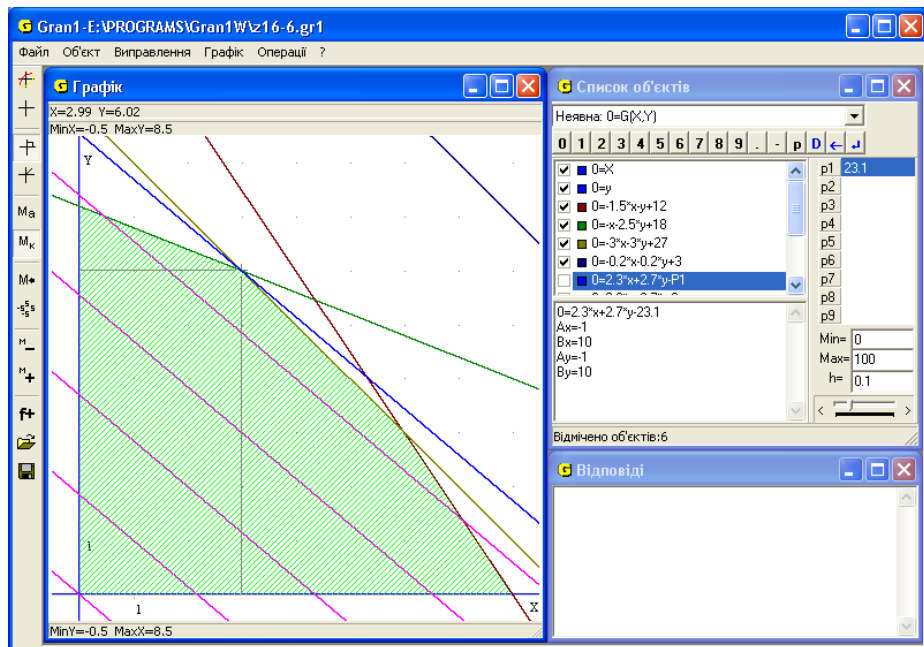 Gran1-E:\PROGRAMS\Gran1W\z16-6.gr1
Файл Об'єкт Виправлення Графік Операції ?
Графік
X=2.99 Y=6.02
MinX=-0.5 MaxY=8.5
Y
1
1
X
MinY=-0.5 MaxX=8.5
Mа
Mк
M
M
M+
f+
Список об'єктів
Неявна: 0=G(X,Y)
0 1 2 3 4 5 6 7 8 9 . - p D ← ↵
0=X
0=y
0=-1.5*x-y+12
0=-x-2.5*y+18
0=-3*x-3*y+27
0=-0.2*x-0.2*y+3
0=2.3*x+2.7*y-P1
p1 23.1
p2
p3
p4
p5
p6
p7
p8
p9
0=2.3*x+2.7*y-23.1
Ax=-1
Bx=10
Ay=-1
By=10
Min= 0
Max= 100
h= 0.1
< >
Відмічено об'єктів:6
Відповіді